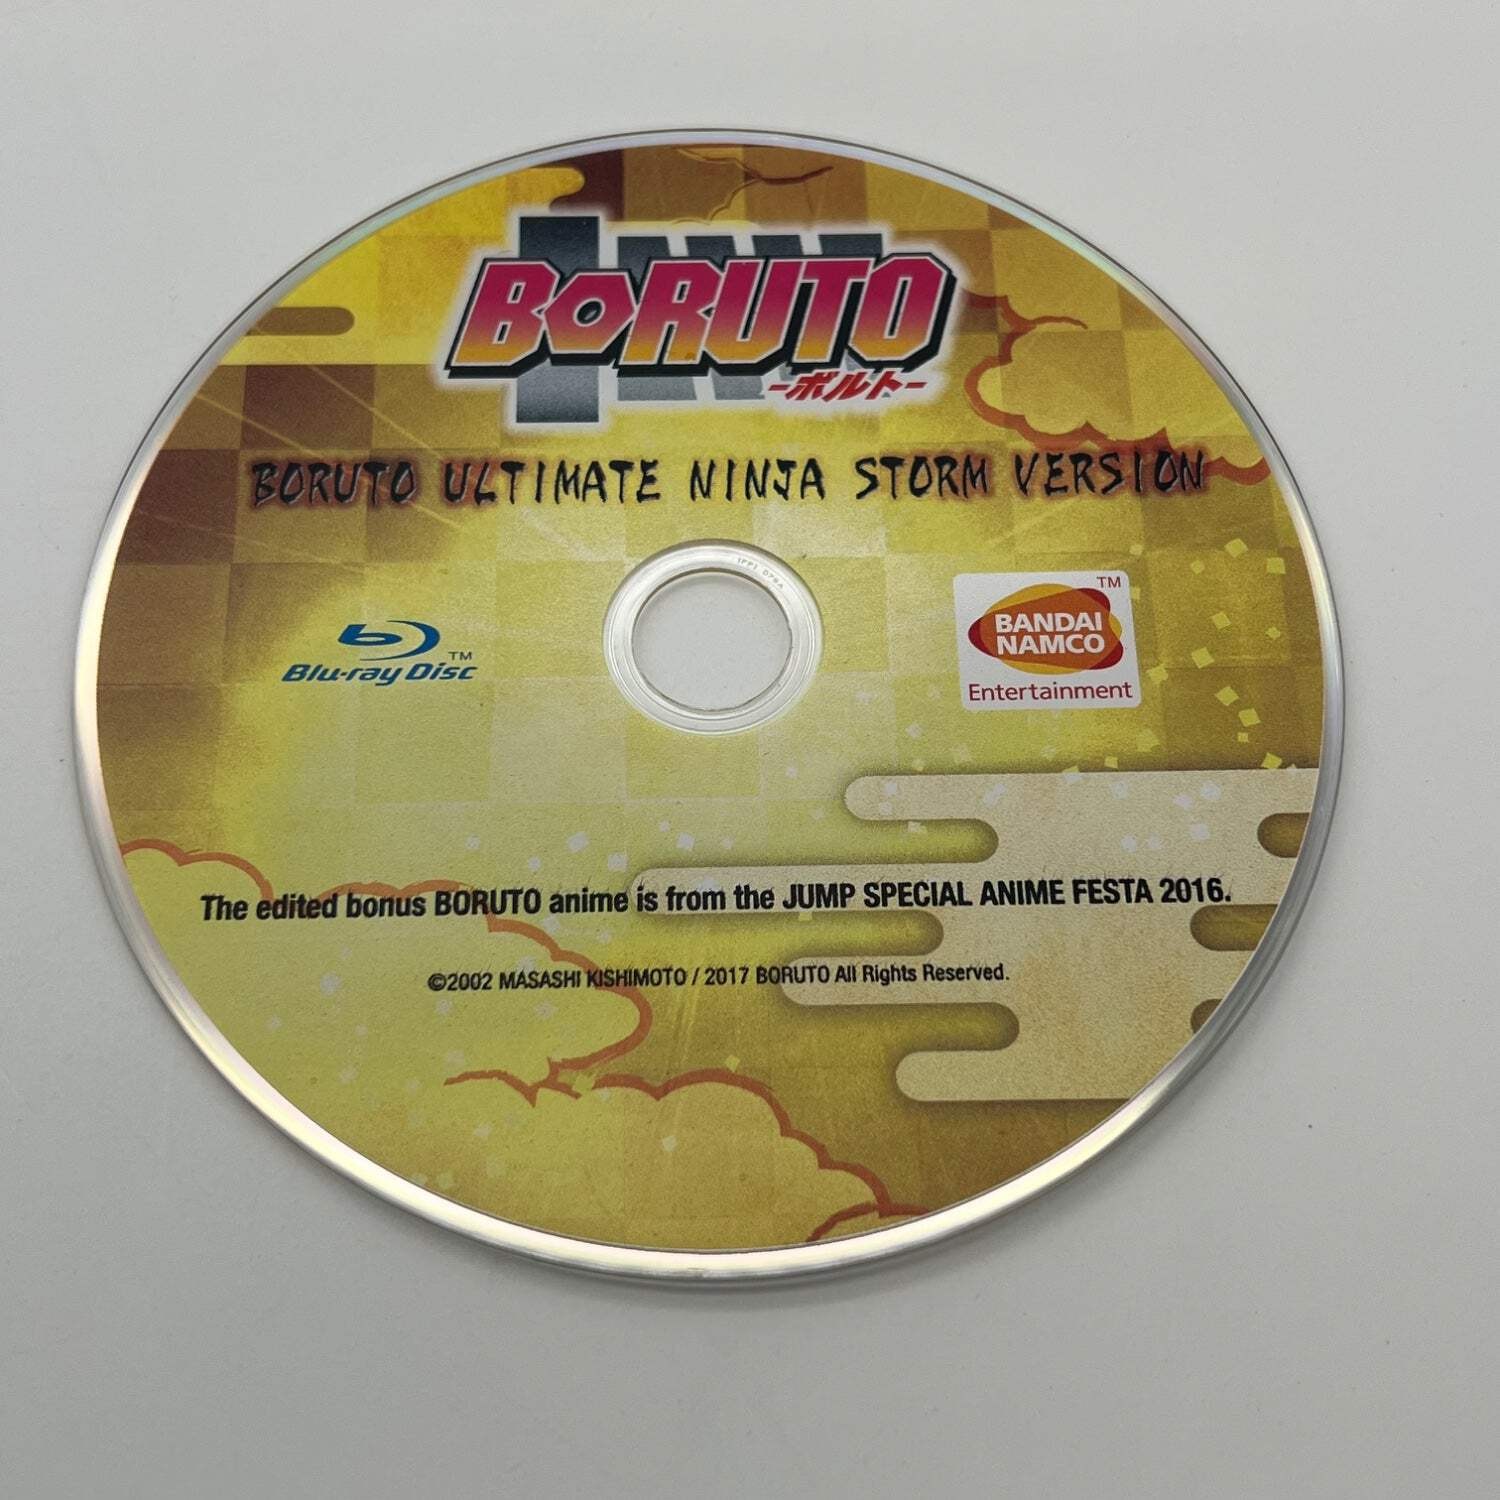 BORUTO
-ボルト-
BORUTO ULTIMATE NINJA STORM VERSION
IFPI 
Blu-ray Disc TM
TM
BANDAI
NAMCO
Entertainment
The edited bonus BORUTO anime is from the JUMP SPECIAL ANIME FESTA 2016.
©2002 MASASHI KISHIMOTO / 2017 BORUTO All Rights Reserved.